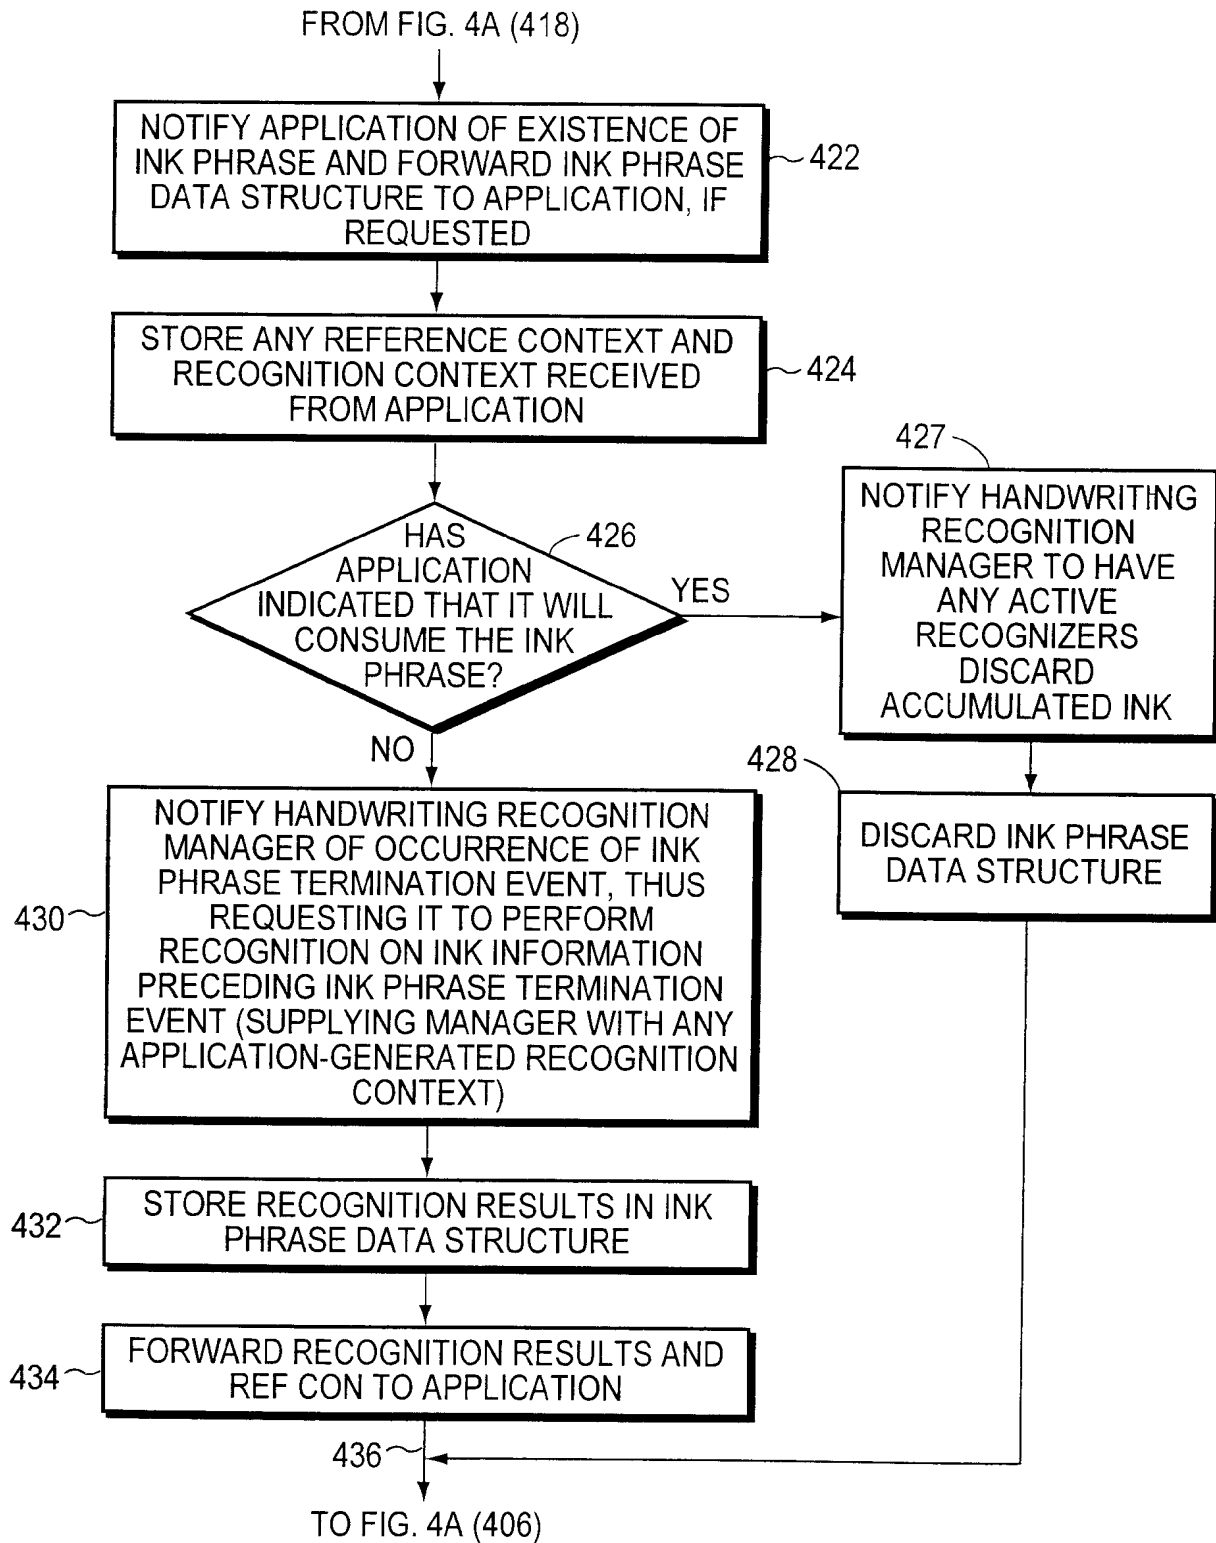 FROM FIG. 4A (418)
NOTIFY APPLICATION OF EXISTENCE OF
INK PHRASE AND FORWARD INK PHRASE
DATA STRUCTURE TO APPLICATION, IF
REQUESTED
422
STORE ANY REFERENCE CONTEXT AND
RECOGNITION CONTEXT RECEIVED
FROM APPLICATION
424
HAS
APPLICATION
INDICATED THAT IT WILL
CONSUME THE INK
PHRASE?
426
YES
NO
427
NOTIFY HANDWRITING
RECOGNITION
MANAGER TO HAVE
ANY ACTIVE
RECOGNIZERS
DISCARD
ACCUMULATED INK
428
DISCARD INK PHRASE
DATA STRUCTURE
NOTIFY HANDWRITING RECOGNITION
MANAGER OF OCCURRENCE OF INK
PHRASE TERMINATION EVENT, THUS
REQUESTING IT TO PERFORM
RECOGNITION ON INK INFORMATION
PRECEDING INK PHRASE TERMINATION
EVENT (SUPPLYING MANAGER WITH ANY
APPLICATION-GENERATED RECOGNITION
CONTEXT)
430
STORE RECOGNITION RESULTS IN INK
PHRASE DATA STRUCTURE
432
FORWARD RECOGNITION RESULTS AND
REF CON TO APPLICATION
434
436
TO FIG. 4A (406)